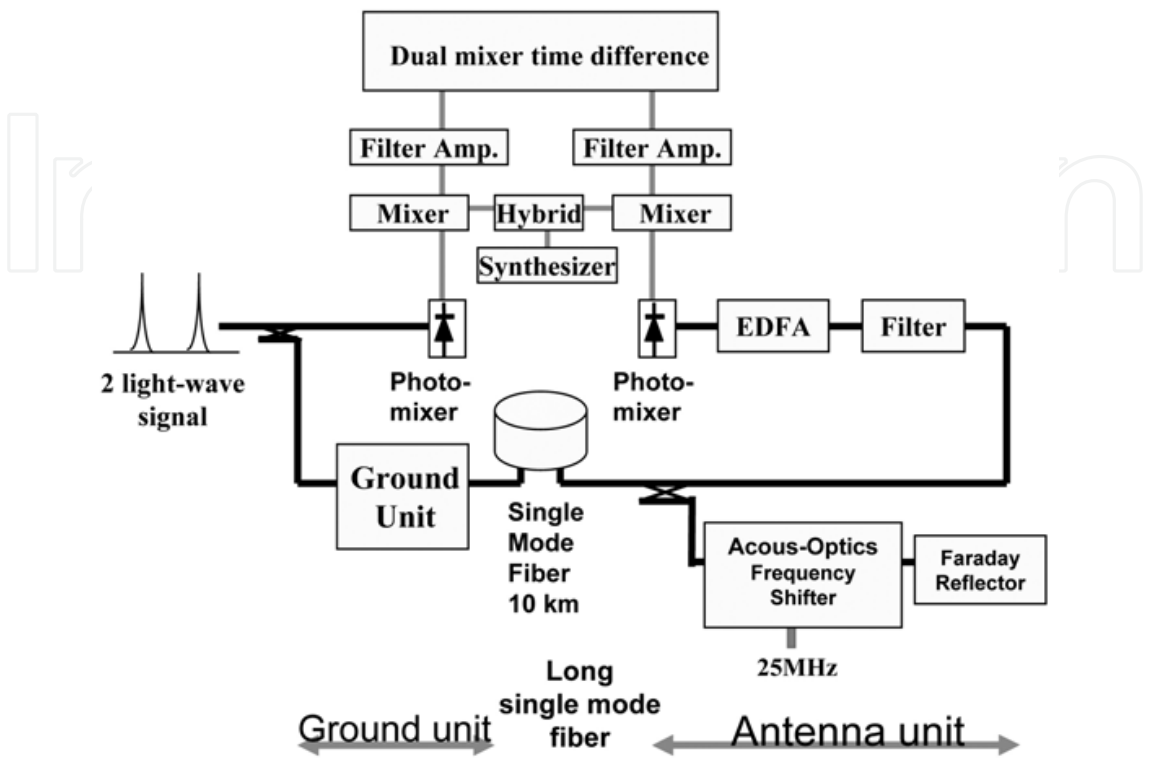 Dual mixer time difference
Filter Amp.
Filter Amp.
Mixer
Hybrid
Mixer
Synthesizer
2 light-wave
signal
Photo-
mixer
Photo-
mixer
EDFA
Filter
Ground
Unit
Single
Mode
Fiber
10 km
Acous-Optics
Frequency
Shifter
Faraday
Reflector
25MHz
Long
single mode
fiber
Ground unit
Antenna unit